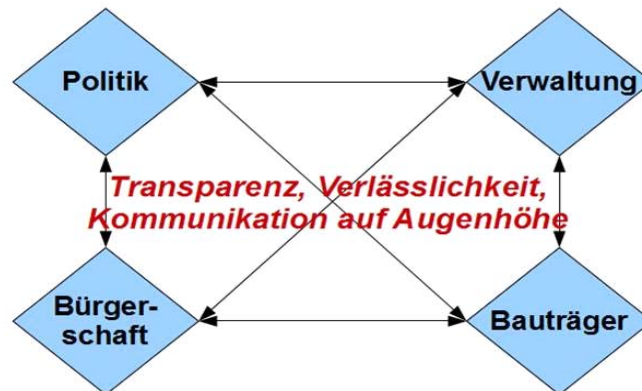 Politik
Verwaltung
Transparenz, Verlässlichkeit,
Kommunikation auf Augenhöhe
Bürger-
schaft
Bauträger